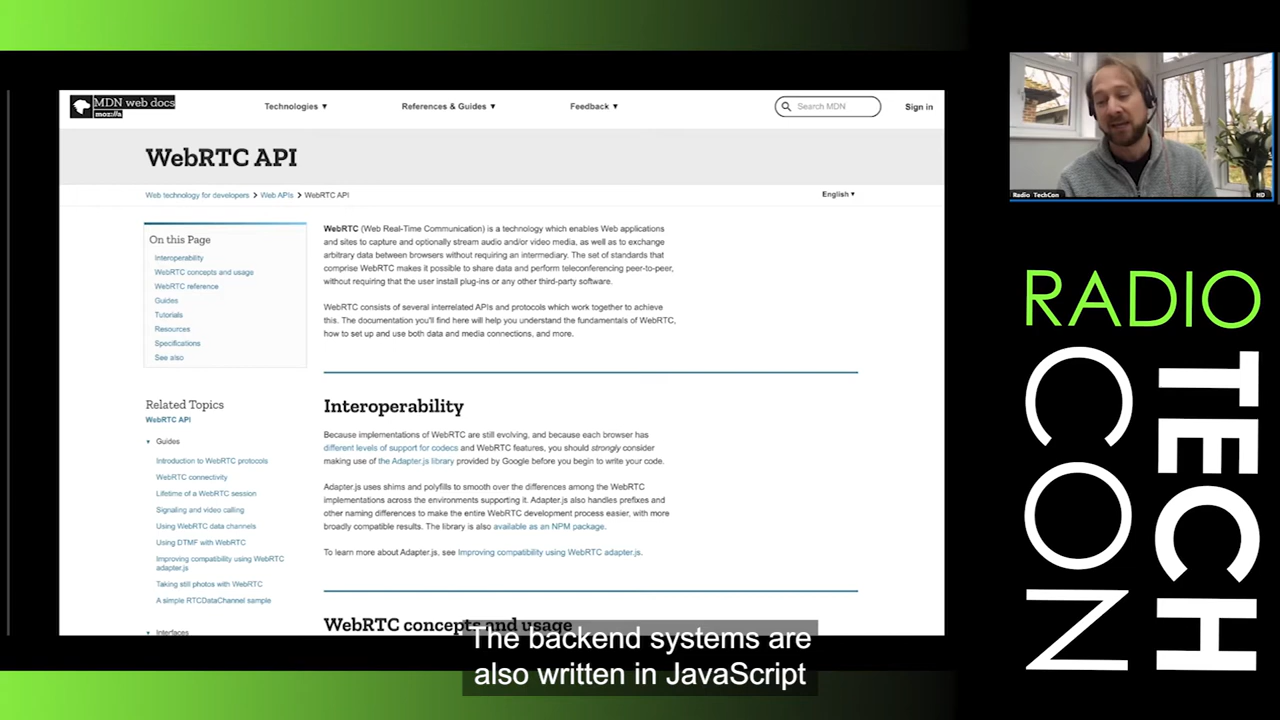 MDN web docs
moz://a
Technologies ▼
References & Guides ▼
Feedback ▼
Search MDN
Sign in
WebRTC API
Web technology for developers > Web APIs > WebRTC API
English ▼
On this Page
Interoperability
WebRTC concepts and usage
WebRTC reference
Guides
Tutorials
Resources
Specifications
See also
Related Topics
WebRTC API
Guides
Introduction to WebRTC protocols
WebRTC connectivity
Lifetime of a WebRTC session
Signaling and video calling
Using WebRTC data channels
Using DTMF with WebRTC
Improving compatibility using WebRTC
adapter.js
Taking still photos with WebRTC
A simple RTCDataChannel sample
Interfaces
WebRTC (Web Real-Time Communication) is a technology which enables Web applications
and sites to capture and optionally stream audio and/or video media, as well as to exchange
arbitrary data between browsers without requiring an intermediary. The set of standards that
comprise WebRTC makes it possible to share data and perform teleconferencing peer-to-peer,
without requiring that the user install plug-ins or any other third-party software.
WebRTC consists of several interrelated APIs and protocols which work together to achieve
this. The documentation you'll find here will help you understand the fundamentals of WebRTC,
how to set up and use both data and media connections, and more.
Interoperability
Because implementations of WebRTC are still evolving, and because each browser has
different levels of support for codecs and WebRTC features, you should strongly consider
making use of the Adapter.js library provided by Google before you begin to write your code.
Adapter.js uses shims and polyfills to smooth over the differences among the WebRTC
implementations across the environments supporting it. Adapter.js also handles prefixes and
other naming differences to make the entire WebRTC development process easier, with more
broadly compatible results. The library is also available as an NPM package.
To learn more about Adapter.js, see Improving compatibility using WebRTC adapter.js.
WebRTC concepts and usage
The backend systems are
also written in JavaScript
Radio TechCon
HD
RADIO
TECH
CON